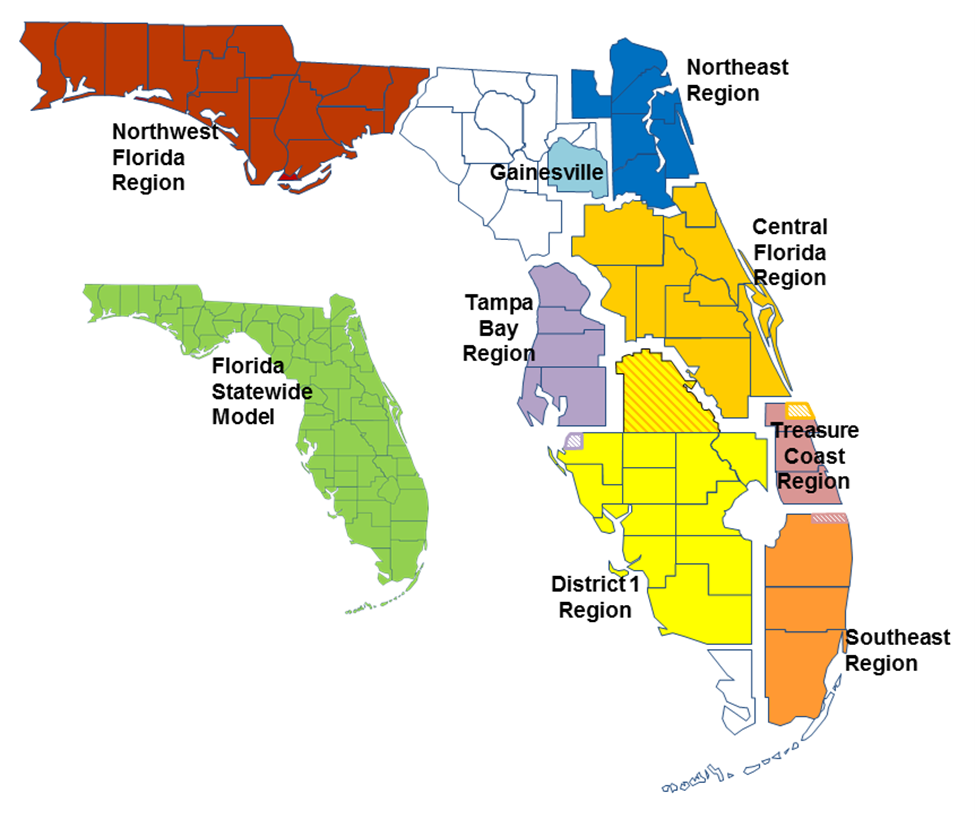 Northeast
Region
Northwest
Florida
Region
Gainesville
Central
Florida
Region
Tampa
Bay
Region
Florida
Statewide
Model
Treasure
Coast
Region
District 1
Region
Southeast
Region